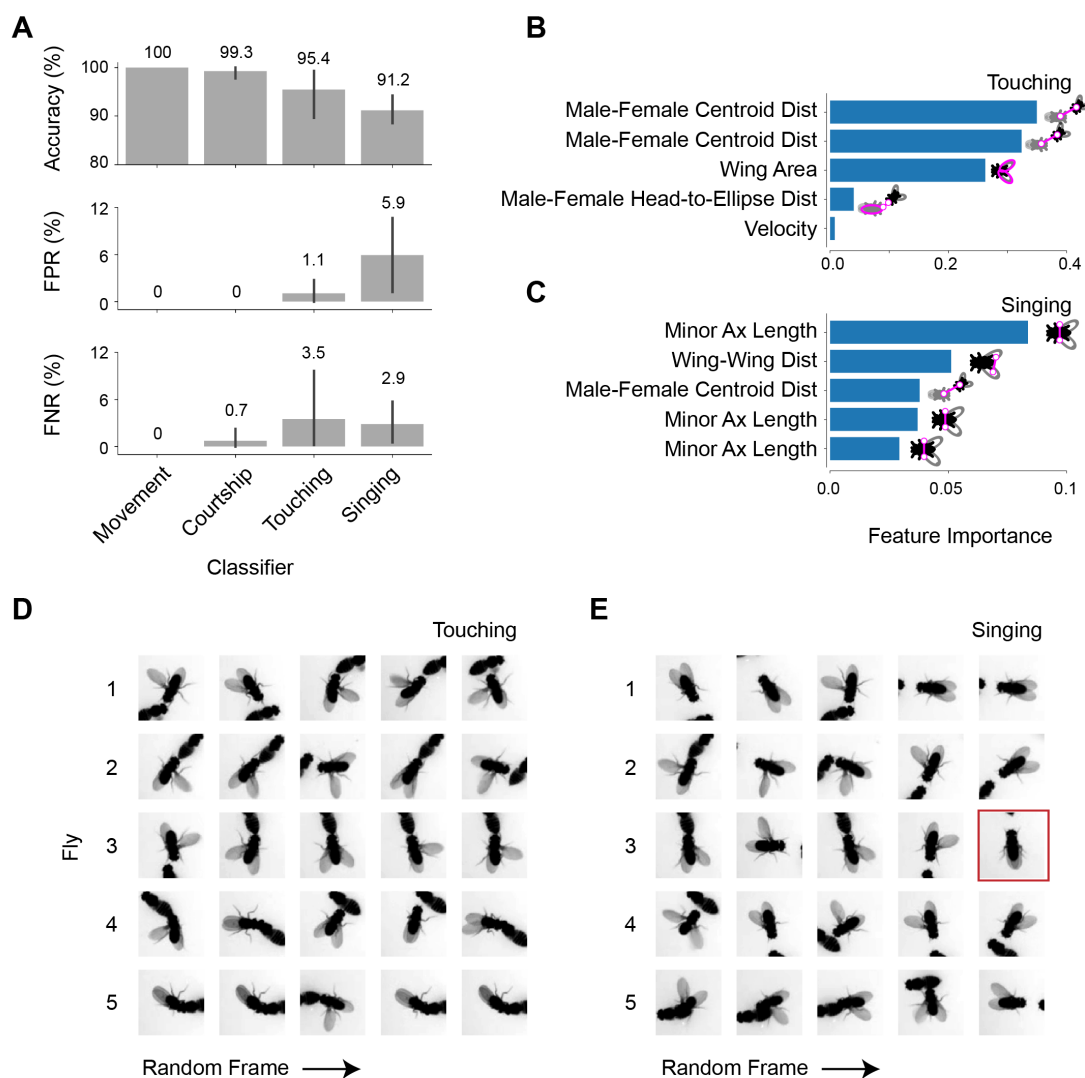 A
Accuracy (%)
100
90
80
100
99.3
95.4
91.2
FPR (%)
12
6
0
0
0
1.1
5.9
FNR (%)
12
6
0
0
0.7
3.5
2.9
Movement
Courtship
Touching
Singing
Classifier
B
Touching
Male-Female Centroid Dist
Male-Female Centroid Dist
Wing Area
Male-Female Head-to-Ellipse Dist
Velocity
0.0
0.2
0.4
C
Singing
Minor Ax Length
Wing-Wing Dist
Male-Female Centroid Dist
Minor Ax Length
Minor Ax Length
0.0
0.05
0.1
Feature Importance
D
Touching
Fly
1
2
3
4
5
Random Frame
E
Singing
1
2
3
4
5
Random Frame